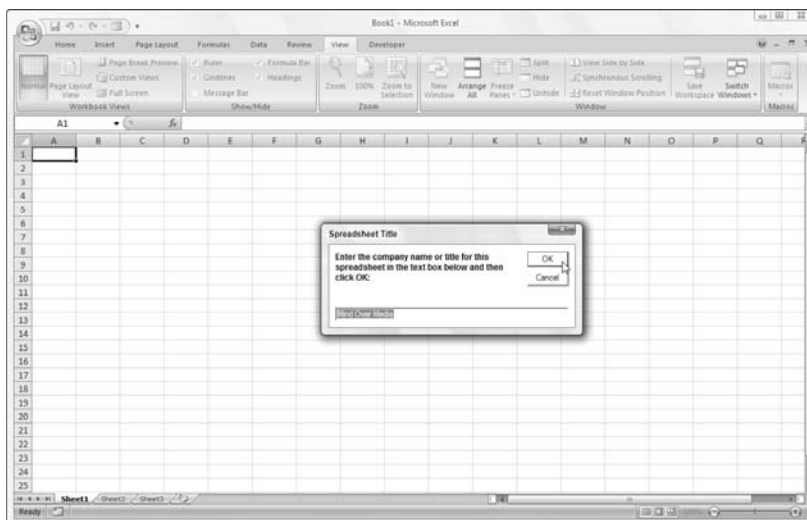 Book1 - Microsoft Excel
Home Insert Page Layout Formulas Data Review View Developer
Normal Page Layout View
Page Break Preview
Custom Views
Full Screen
Workbook Views
Ruler
Gridlines
Message Bar
Formula Bar
Headings
Show/Hide
Zoom
100%
Zoom to Selection
Zoom
New Window
Arrange All
Freeze Panes
Split
Hide
Unhide
View Side by Side
Synchronous Scrolling
Reset Window Position
Window
Save Workspace
Switch Windows
Macros
Macros
A1
fx
A B C D E F G H I J K L M N O P Q R
1
2
3
4
5
6
7
8
9
10
11
12
13
14
15
16
17
18
19
20
21
22
23
24
25
Spreadsheet Title
Enter the company name or title for this
spreadsheet in the text box below and then
click OK:
OK
Cancel
Mind Over Media
Sheet1 Sheet2 Sheet3
Ready
100%